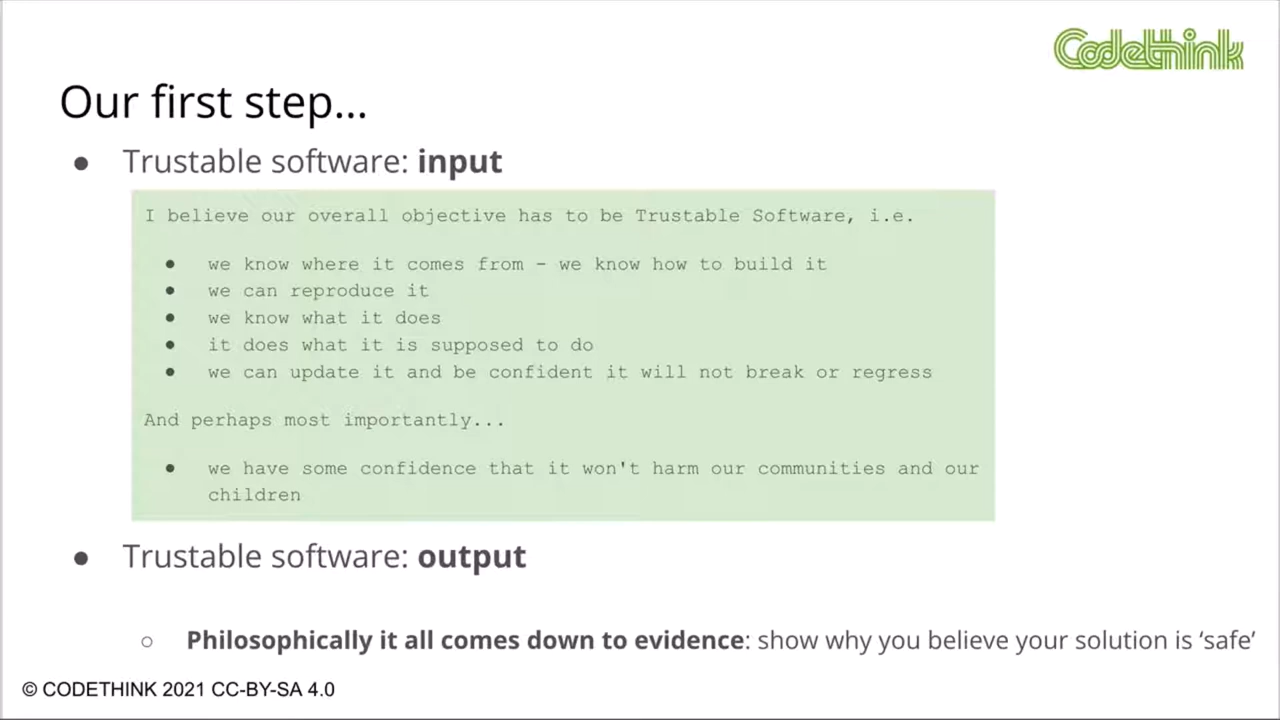 Codethink
Our first step...
● Trustable software: input
I believe our overall objective has to be Trustable Software, i.e.
● we know where it comes from - we know how to build it
● we can reproduce it
● we know what it does
● it does what it is supposed to do
● we can update it and be confident it will not break or regress
And perhaps most importantly...
● we have some confidence that it won't harm our communities and our
children
● Trustable software: output
○ Philosophically it all comes down to evidence: show why you believe your solution is ‘safe’
© CODETHINK 2021 CC-BY-SA 4.0